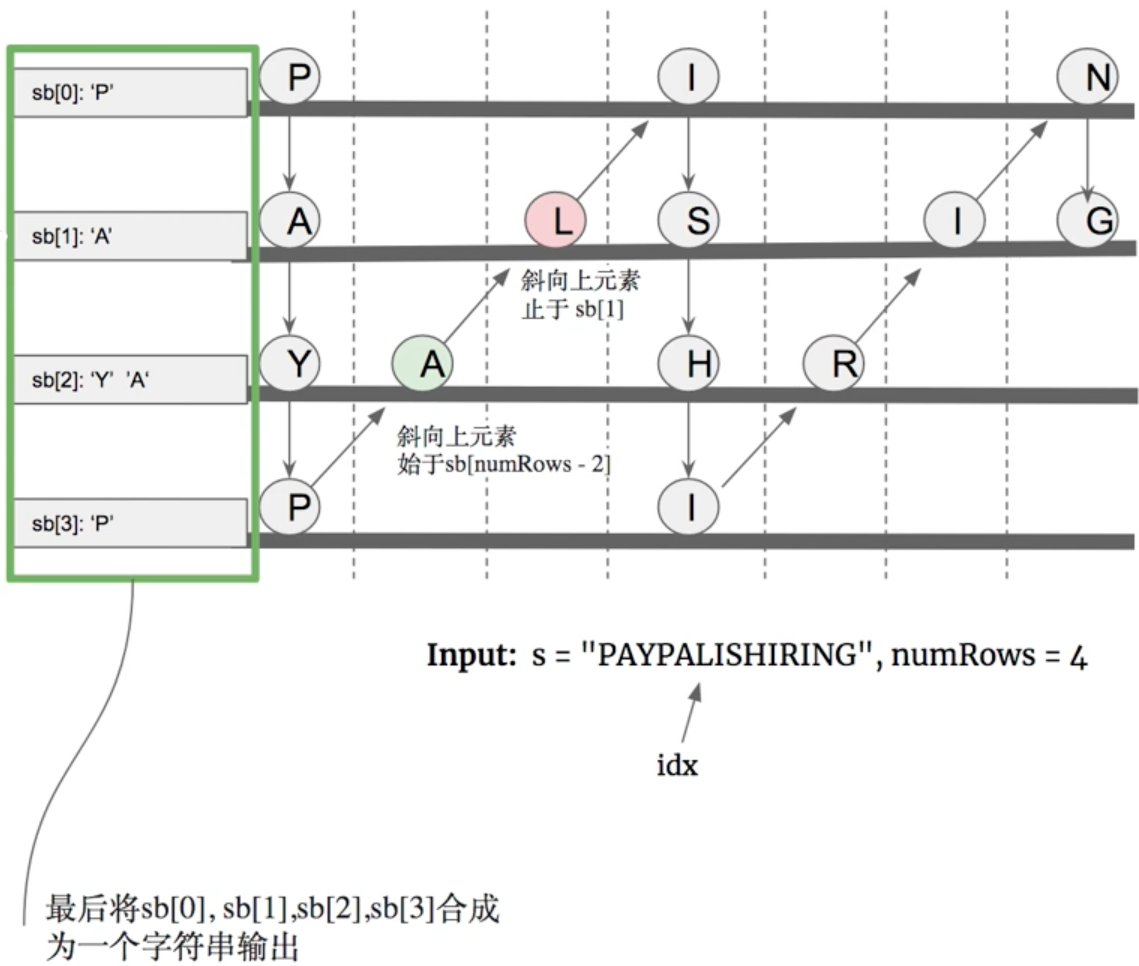 P
I
N
sb[0]: ‘P’
A
L
S
I
G
sb[1]: ‘A’
斜向上元素
止于 sb[1]
Y
A
H
R
sb[2]: ‘Y’ 'A‘
斜向上元素
始于sb[numRows - 2]
P
I
sb[3]: ‘P’
Input: s = "PAYPALISHIRING", numRows = 4
idx
最后将sb[0], sb[1],sb[2],sb[3]合成
为一个字符串输出